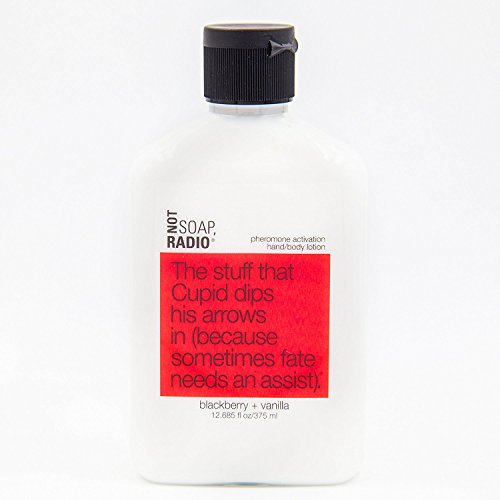 NOT
SOAP,
RADIO®
pheromone activation
hand/body lotion
The stuff that
Cupid dips
his arrows
in (because
sometimes fate
needs an assist).
blackberry + vanilla
12.685 fl oz/375 ml